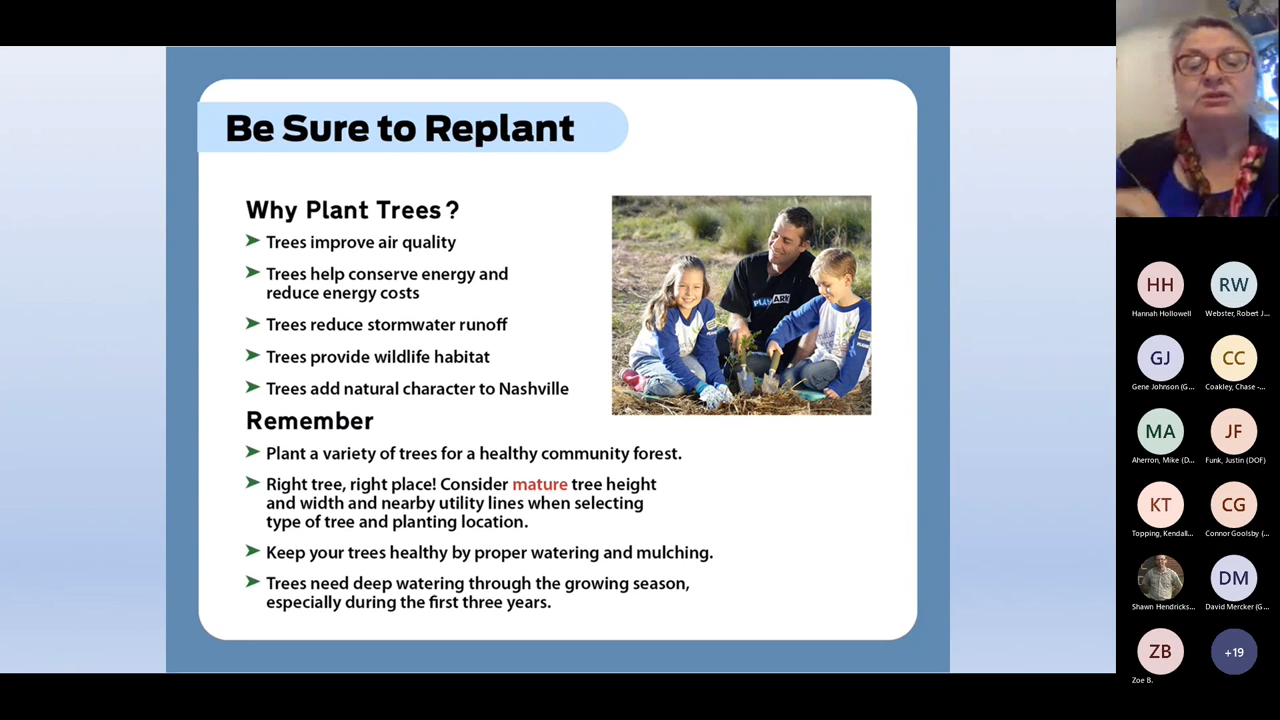 Be Sure to Replant
Why Plant Trees?
➤ Trees improve air quality
➤ Trees help conserve energy and
reduce energy costs
➤ Trees reduce stormwater runoff
➤ Trees provide wildlife habitat
➤ Trees add natural character to Nashville
Remember
➤ Plant a variety of trees for a healthy community forest.
➤ Right tree, right place! Consider mature tree height
and width and nearby utility lines when selecting
type of tree and planting location.
➤ Keep your trees healthy by proper watering and mulching.
➤ Trees need deep watering through the growing season,
especially during the first three years.
HH
RW
Hannah Hollowell
Webster, Robert J...
GJ
CC
Gene Johnson (G...
Coakley, Chase -...
MA
JF
Aherron, Mike (D...
Funk, Justin (DOF)
KT
CG
Topping, Kendall...
Connor Goolsby (...
DM
Shawn Hendricks...
David Mercker (G...
ZB
+19
Zoe B.